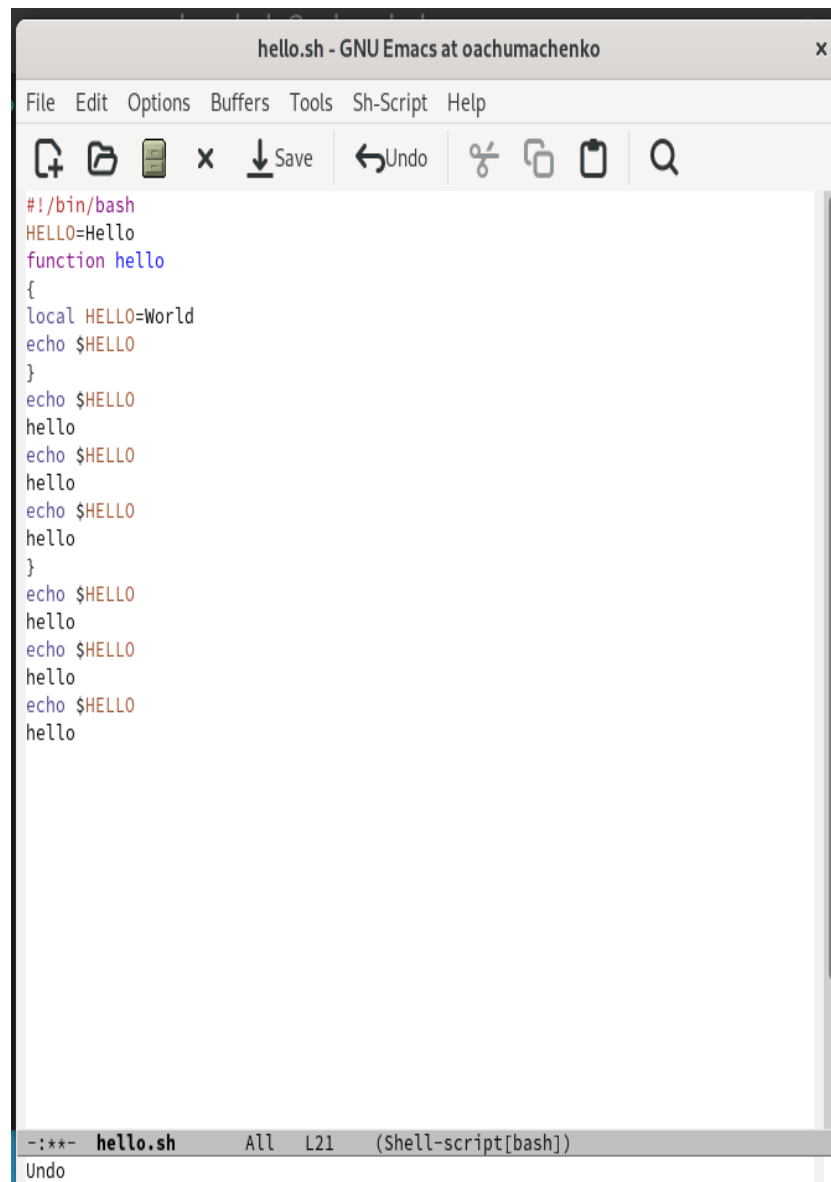 hello.sh - GNU Emacs at oachumachenko x
File Edit Options Buffers Tools Sh-Script Help
Save Undo
#!/bin/bash
HELLO=Hello
function hello
{
local HELLO=World
echo $HELLO
}
echo $HELLO
hello
echo $HELLO
hello
echo $HELLO
hello
}
echo $HELLO
hello
echo $HELLO
hello
echo $HELLO
hello
-:**- hello.sh All L21 (Shell-script[bash])
Undo